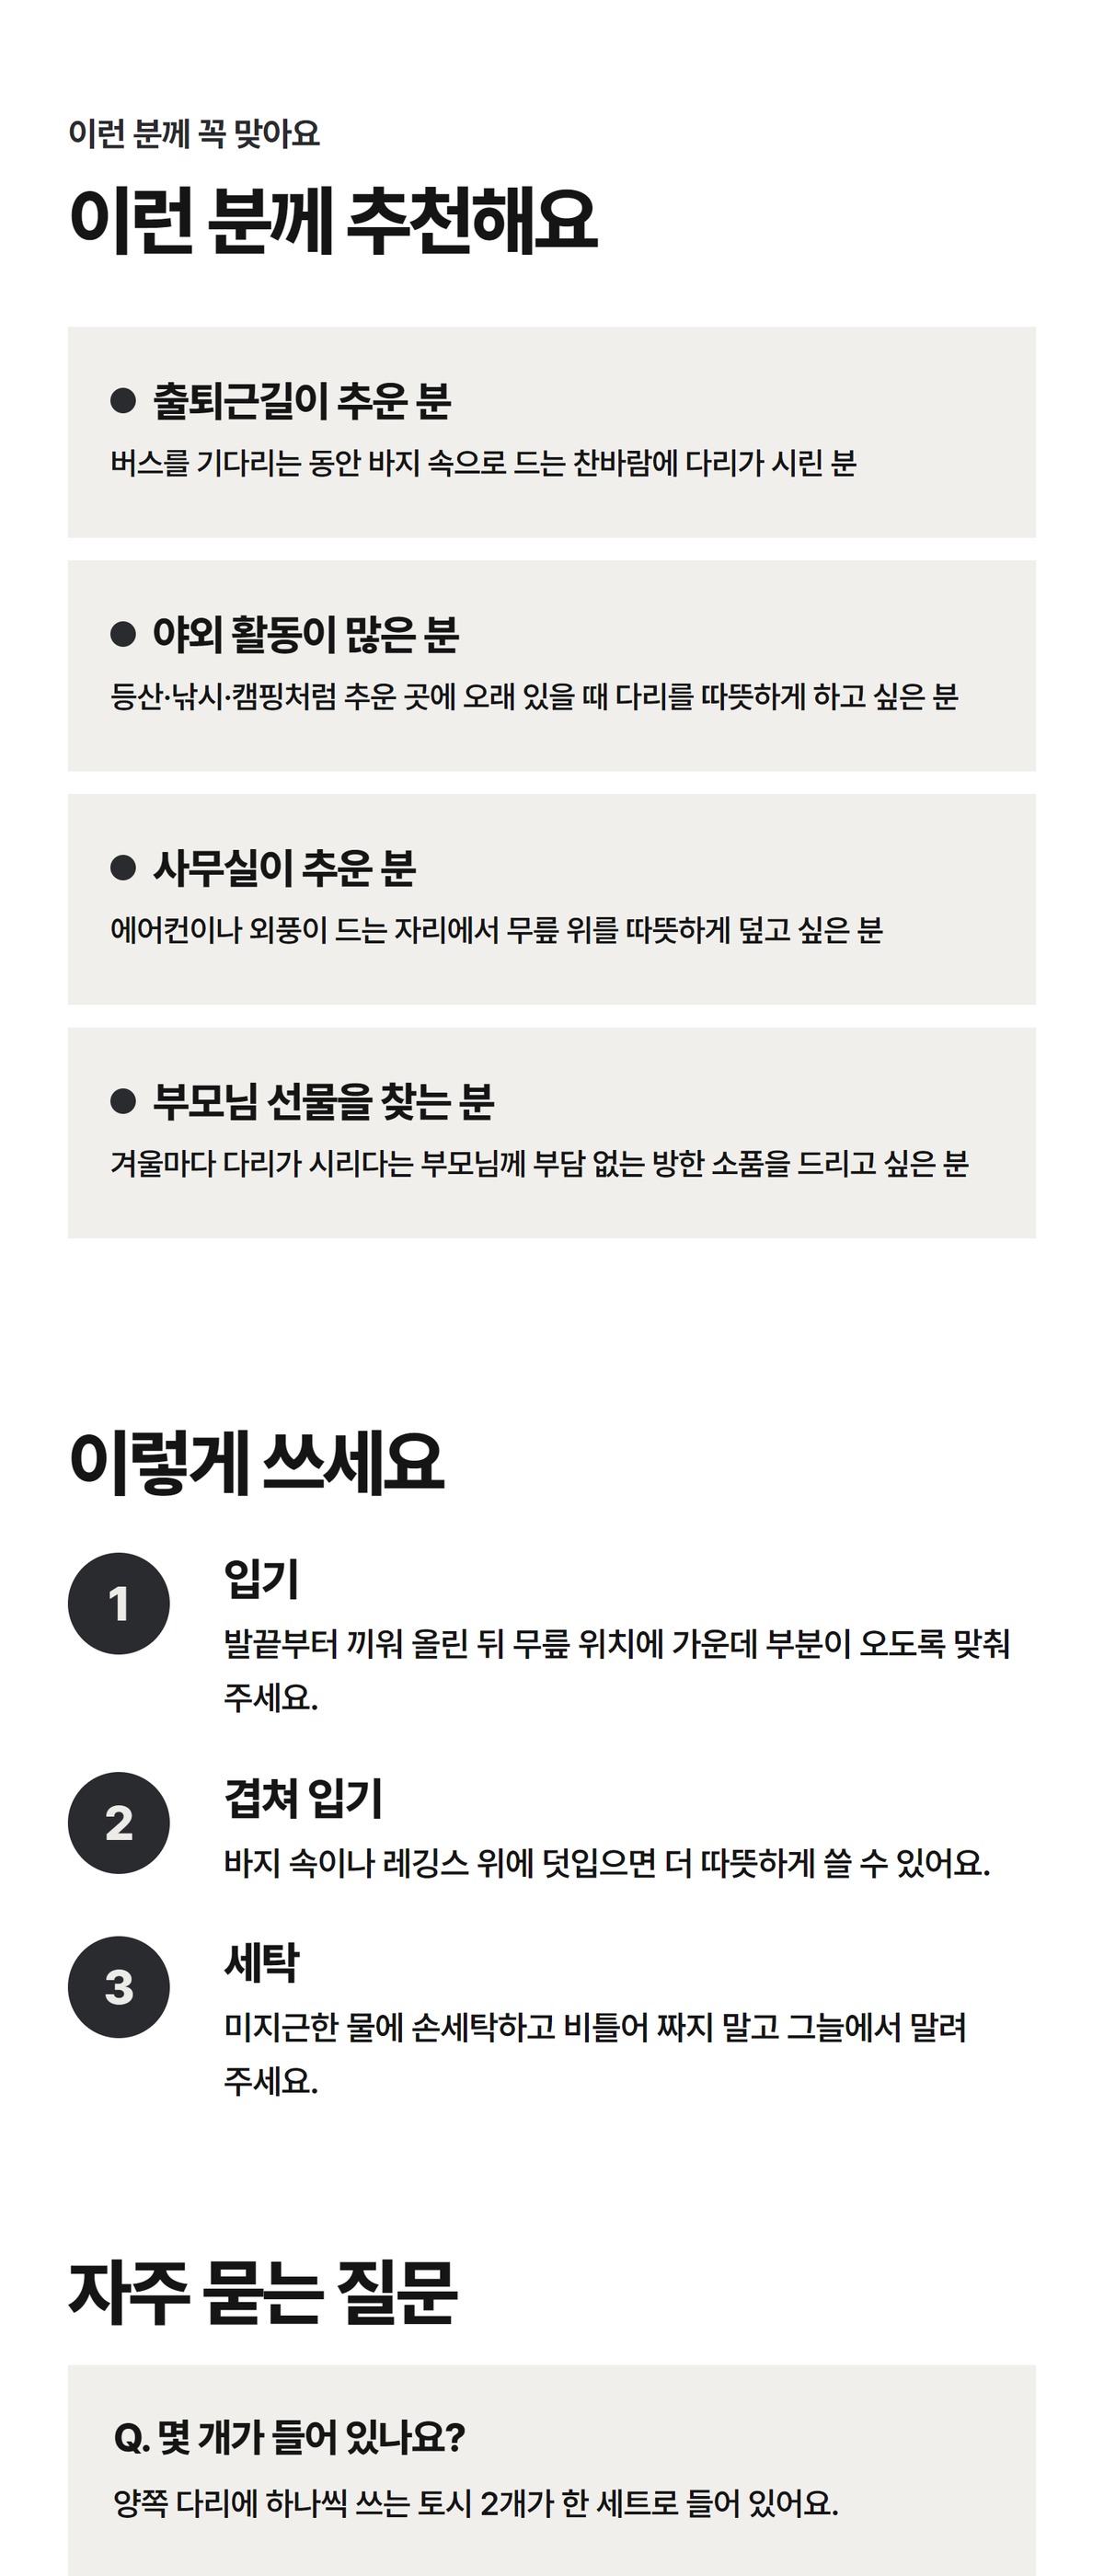 이런 분께 꼭 맞아요
이런 분께 추천해요
출퇴근길이 추운 분
버스를 기다리는 동안 바지 속으로 드는 찬바람에 다리가 시린 분
야외 활동이 많은 분
등산·낚시·캠핑처럼 추운 곳에 오래 있을 때 다리를 따뜻하게 하고 싶은 분
사무실이 추운 분
에어컨이나 외풍이 드는 자리에서 무릎 위를 따뜻하게 덮고 싶은 분
부모님 선물을 찾는 분
겨울마다 다리가 시리다는 부모님께 부담 없는 방한 소품을 드리고 싶은 분
이렇게 쓰세요
1
입기
발끝부터 끼워 올린 뒤 무릎 위치에 가운데 부분이 오도록 맞춰
주세요.
2
겹쳐 입기
바지 속이나 레깅스 위에 덧입으면 더 따뜻하게 쓸 수 있어요.
3
세탁
미지근한 물에 손세탁하고 비틀어 짜지 말고 그늘에서 말려
주세요.
자주 묻는 질문
Q. 몇 개가 들어 있나요?
양쪽 다리에 하나씩 쓰는 토시 2개가 한 세트로 들어 있어요.